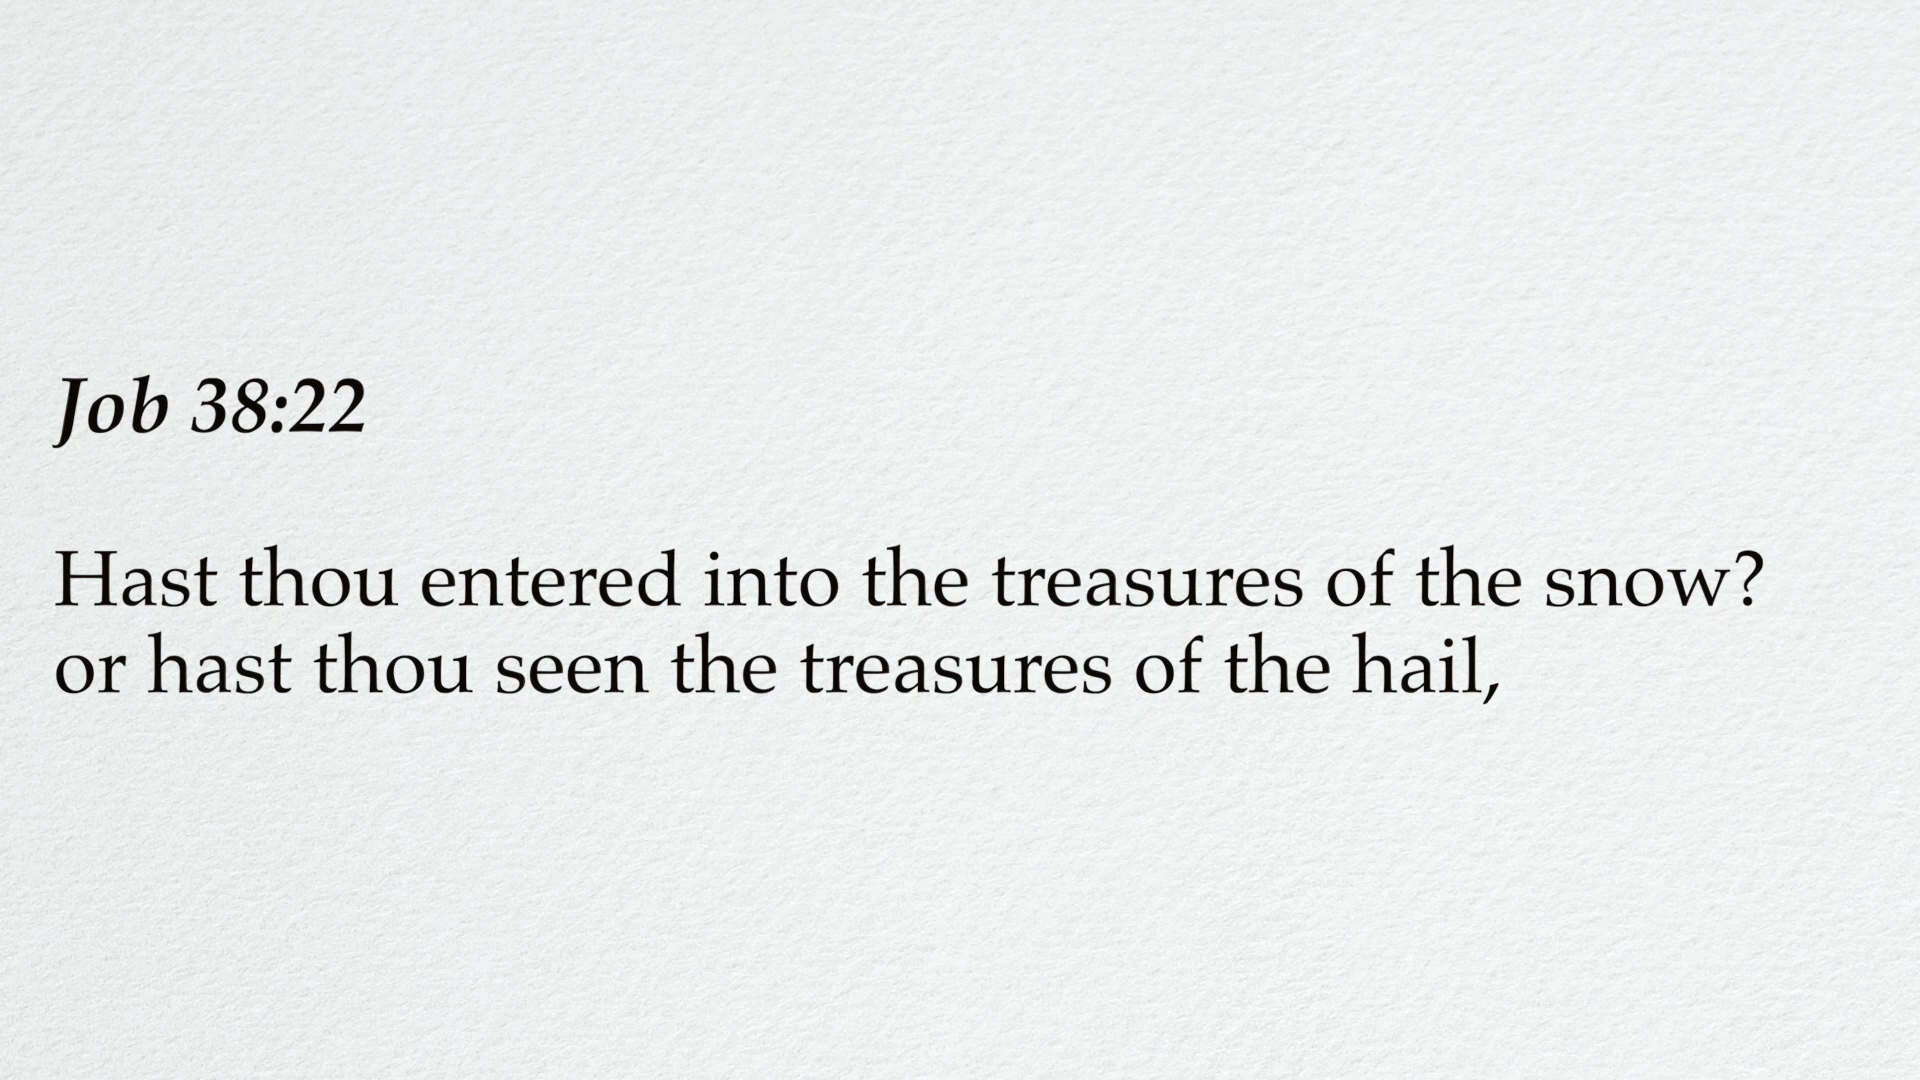 Job 38:22
Hast thou entered into the treasures of the snow?
or hast thou seen the treasures of the hail,